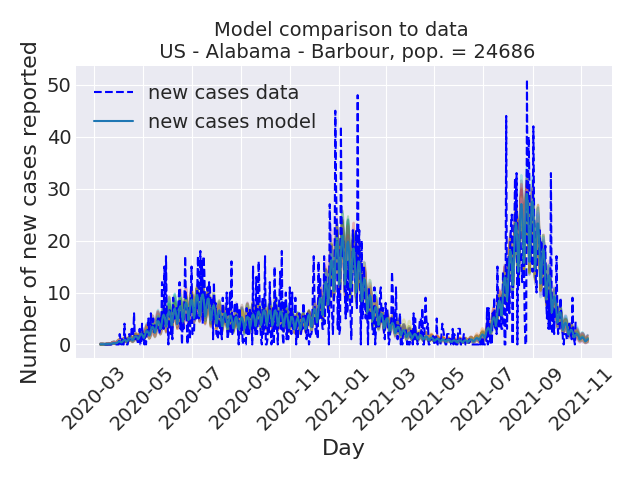 Model comparison to data
US - Alabama - Barbour, pop. = 24686
Number of new cases reported
50
40
30
20
10
0
new cases data
new cases model
2020-03
2020-05
2020-07
2020-09
2020-11
2021-01
2021-03
2021-05
2021-07
2021-09
2021-11
Day